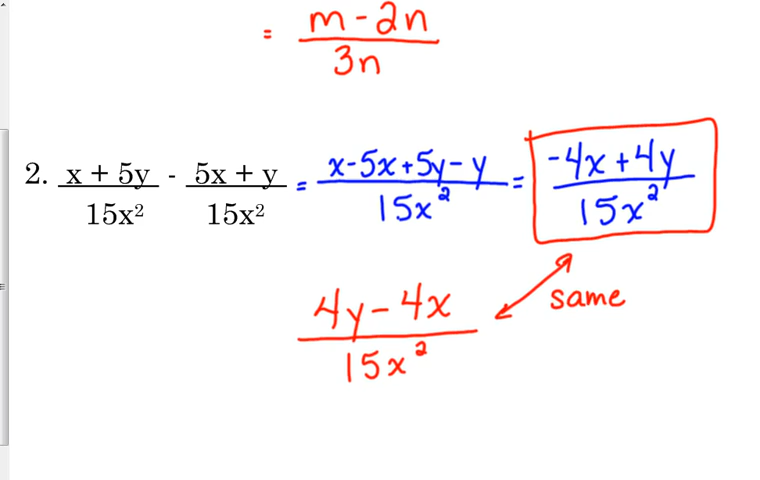 = m - 2n / 3n
2. x + 5y / 15x² - 5x + y / 15x² = x - 5x + 5y - y / 15x² = -4x + 4y / 15x²
same
4y - 4x / 15x²